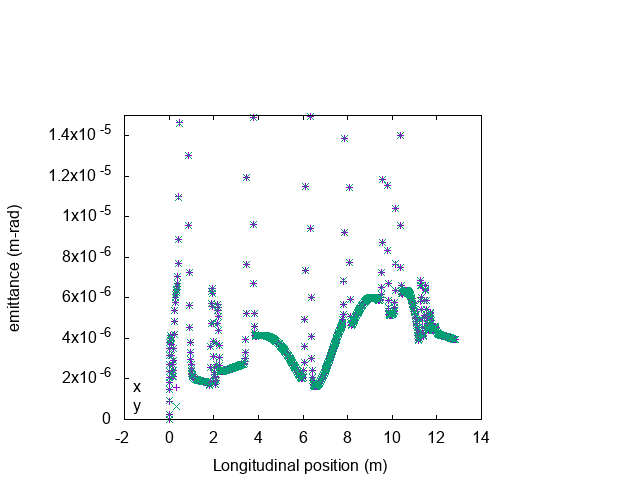 emittance (m-rad)
1.4x10^-5
1.2x10^-5
1x10^-5
8x10^-6
6x10^-6
4x10^-6
2x10^-6
0
x
y
-2 0 2 4 6 8 10 12 14
Longitudinal position (m)